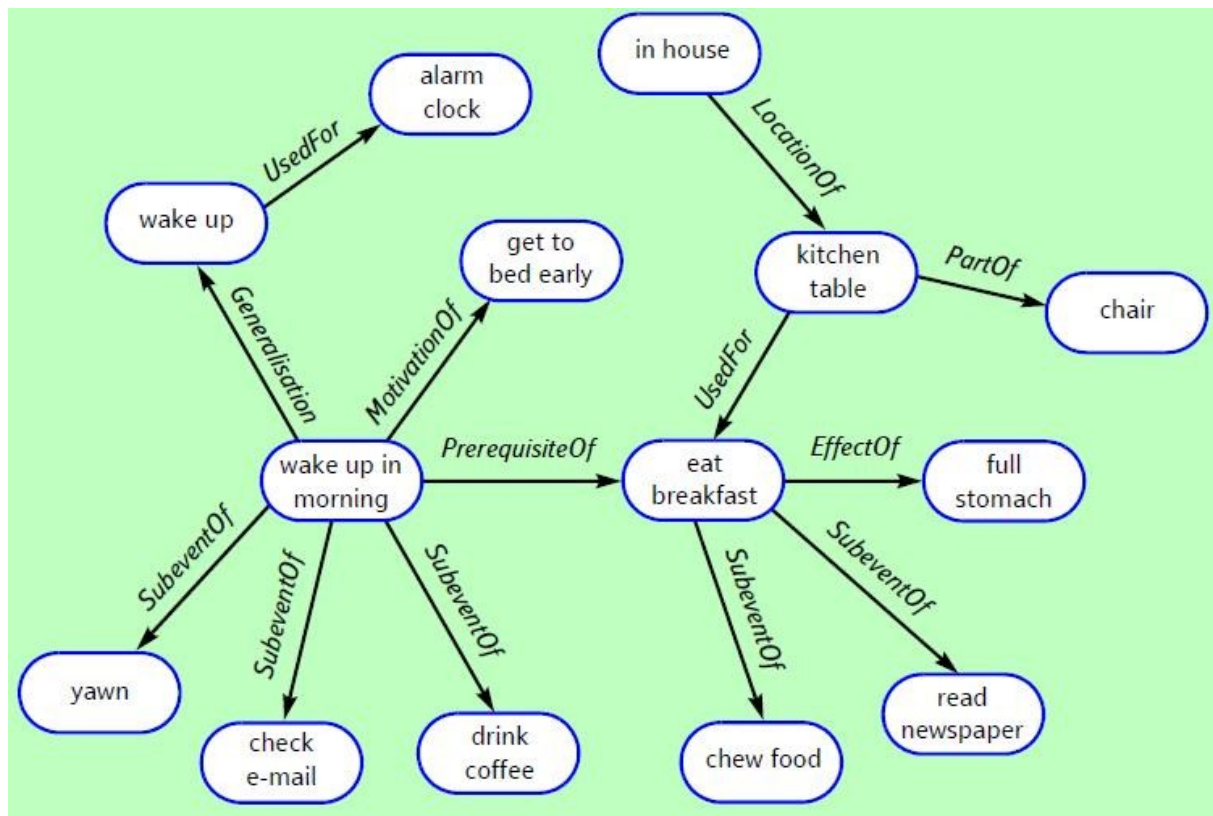 in house
alarm
clock
UsedFor
LocationOf
wake up
get to
bed early
kitchen
table
PartOf
chair
Generalisation
MotivationOf
UsedFor
wake up in
morning
PrerequisiteOf
eat
breakfast
EffectOf
full
stomach
SubeventOf
SubeventOf
SubeventOf
SubeventOf
SubeventOf
yawn
check
e-mail
drink
coffee
chew food
read
newspaper